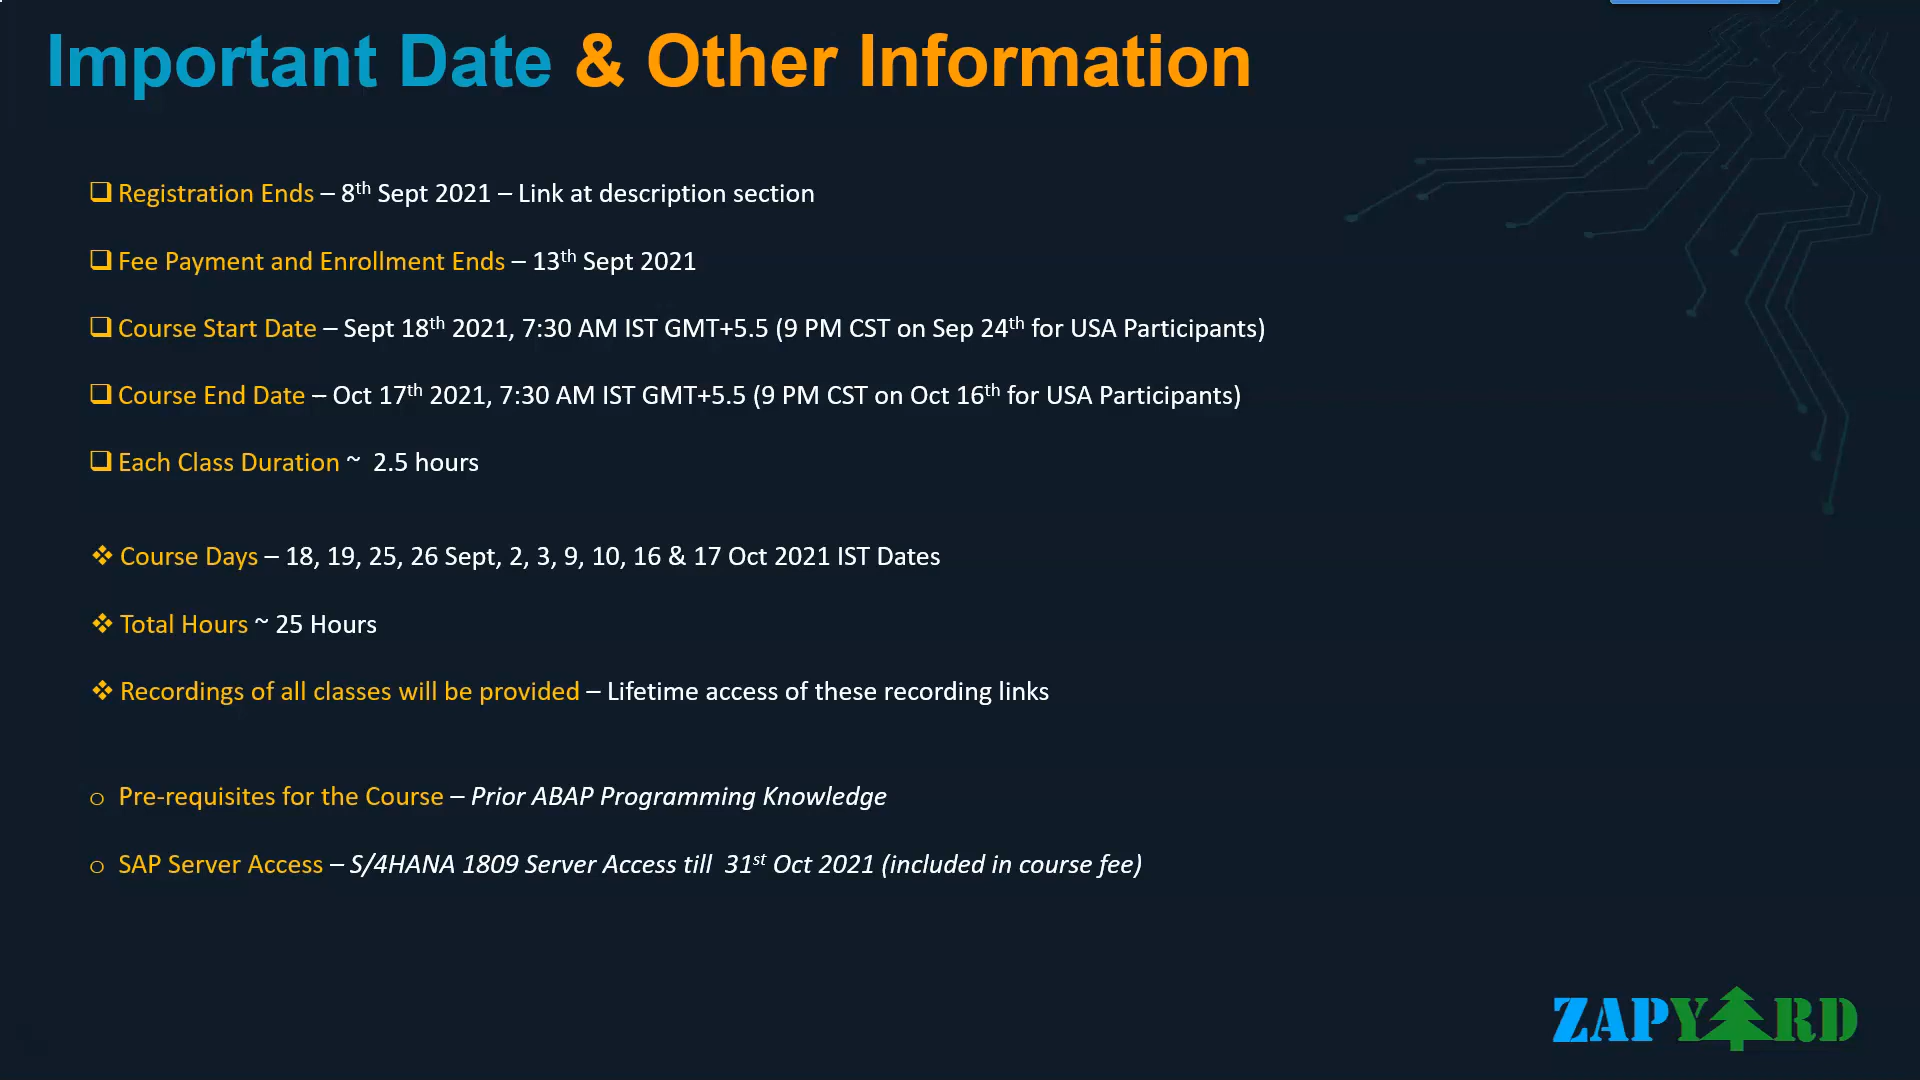 Important Date & Other Information
❑ Registration Ends – 8th Sept 2021 – Link at description section
❑ Fee Payment and Enrollment Ends – 13th Sept 2021
❑ Course Start Date – Sept 18th 2021, 7:30 AM IST GMT+5.5 (9 PM CST on Sep 24th for USA Participants)
❑ Course End Date – Oct 17th 2021, 7:30 AM IST GMT+5.5 (9 PM CST on Oct 16th for USA Participants)
❑ Each Class Duration ~ 2.5 hours
❖ Course Days – 18, 19, 25, 26 Sept, 2, 3, 9, 10, 16 & 17 Oct 2021 IST Dates
❖ Total Hours ~ 25 Hours
❖ Recordings of all classes will be provided – Lifetime access of these recording links
o Pre-requisites for the Course – Prior ABAP Programming Knowledge
o SAP Server Access – S/4HANA 1809 Server Access till 31st Oct 2021 (included in course fee)
ZAPYARD